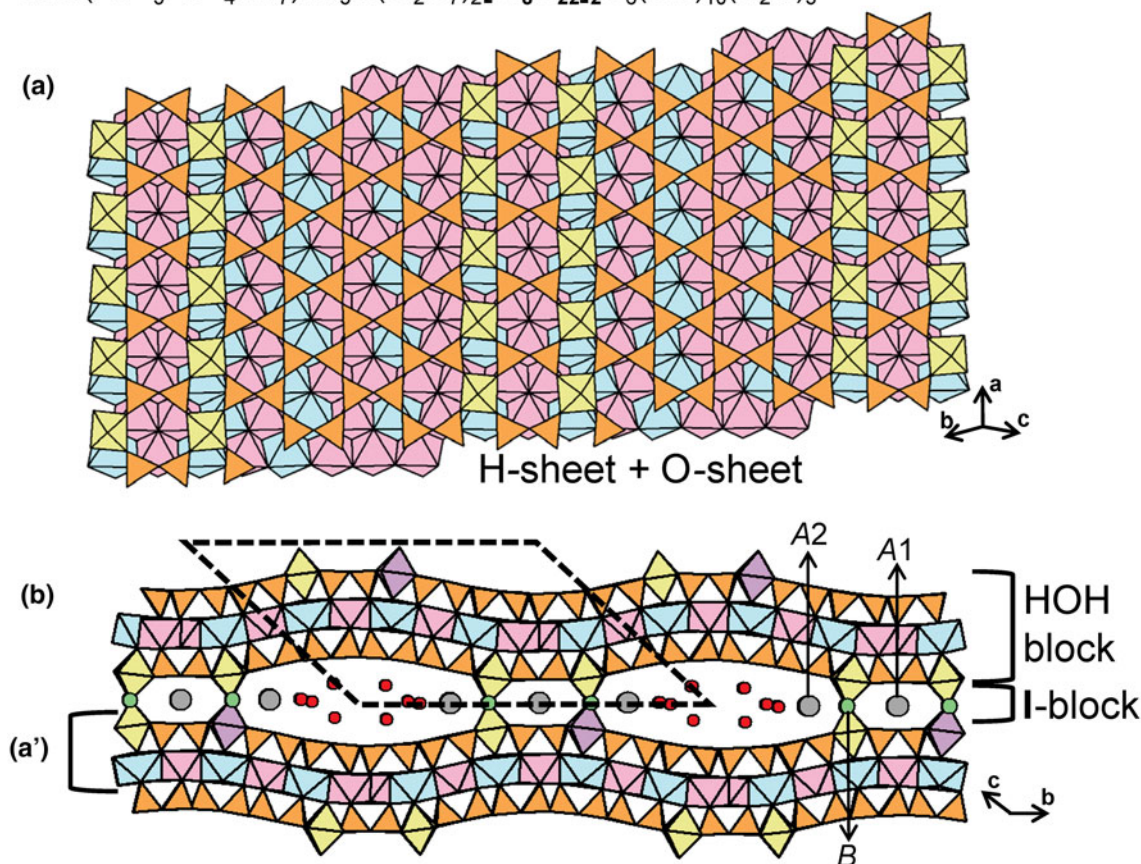 (a)
a
b
c
H-sheet + O-sheet
A2
A1
(b)
HOH
block
I-block
(a')
c
b
B